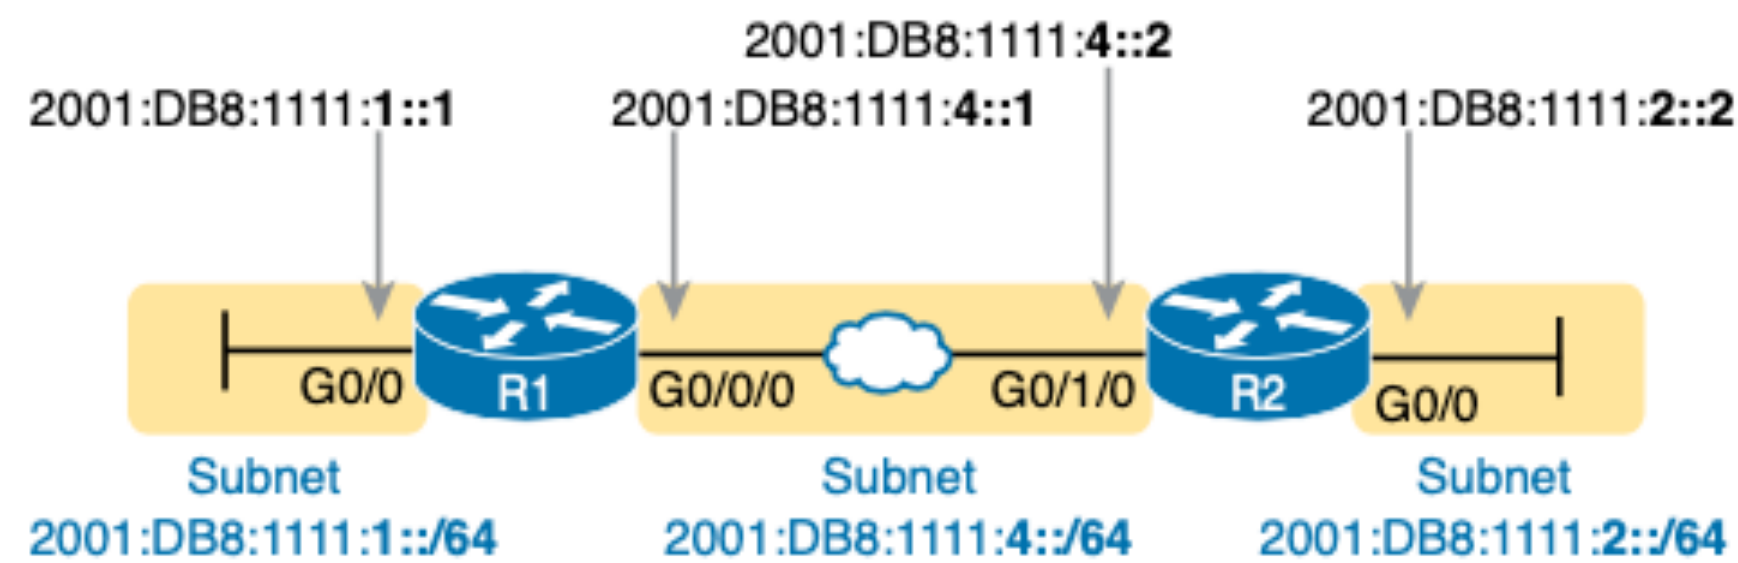 2001:DB8:1111:4::2
2001:DB8:1111:1::1
2001:DB8:1111:4::1
2001:DB8:1111:2::2
G0/0
R1
G0/0/0
G0/1/0
R2
G0/0
Subnet
2001:DB8:1111:1::/64
Subnet
2001:DB8:1111:4::/64
Subnet
2001:DB8:1111:2::/64